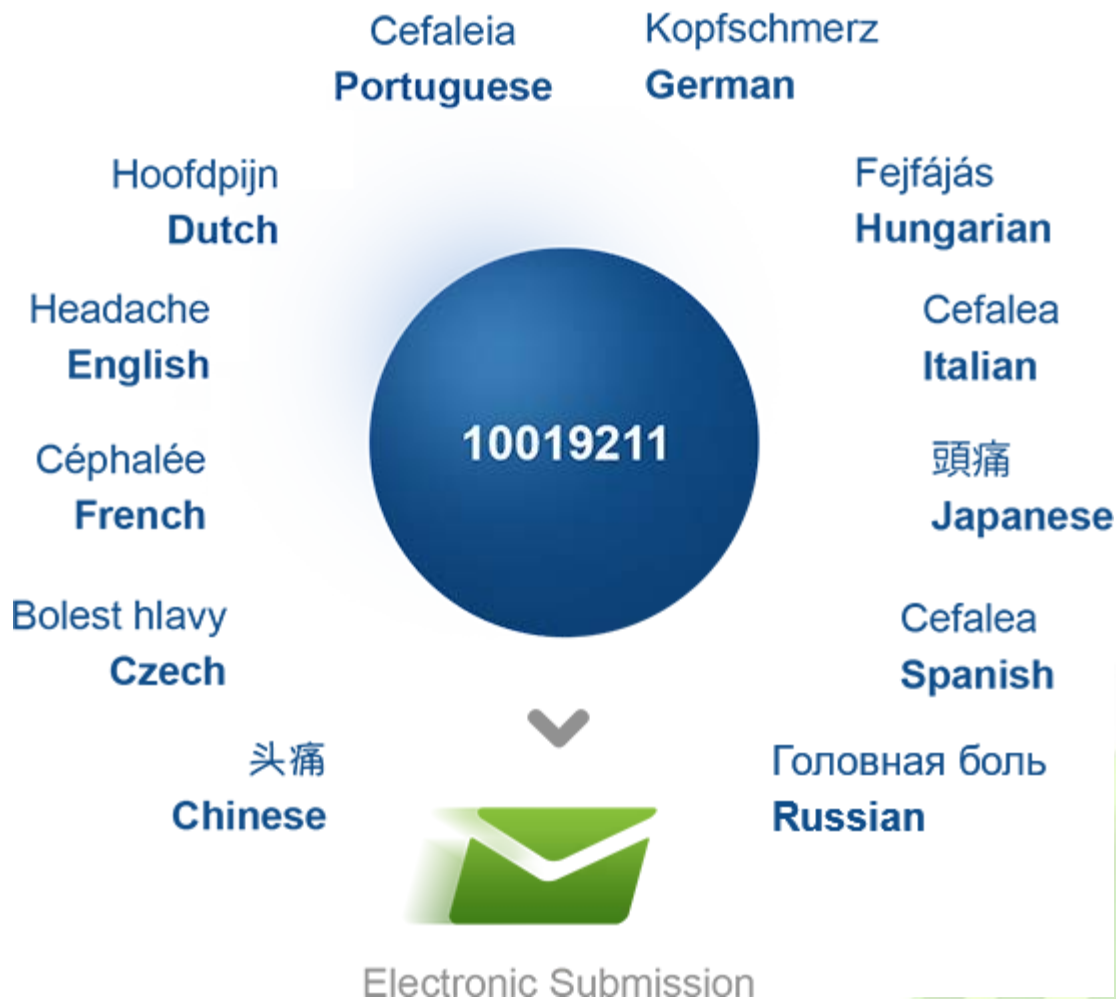 Cefaleia
Portuguese
Kopfschmerz
German
Hoofdpijn
Dutch
Fejfájás
Hungarian
Headache
English
Cefalea
Italian
10019211
Céphalée
French
頭痛
Japanese
Bolest hlavy
Czech
Cefalea
Spanish
头痛
Chinese
Головная боль
Russian
Electronic Submission